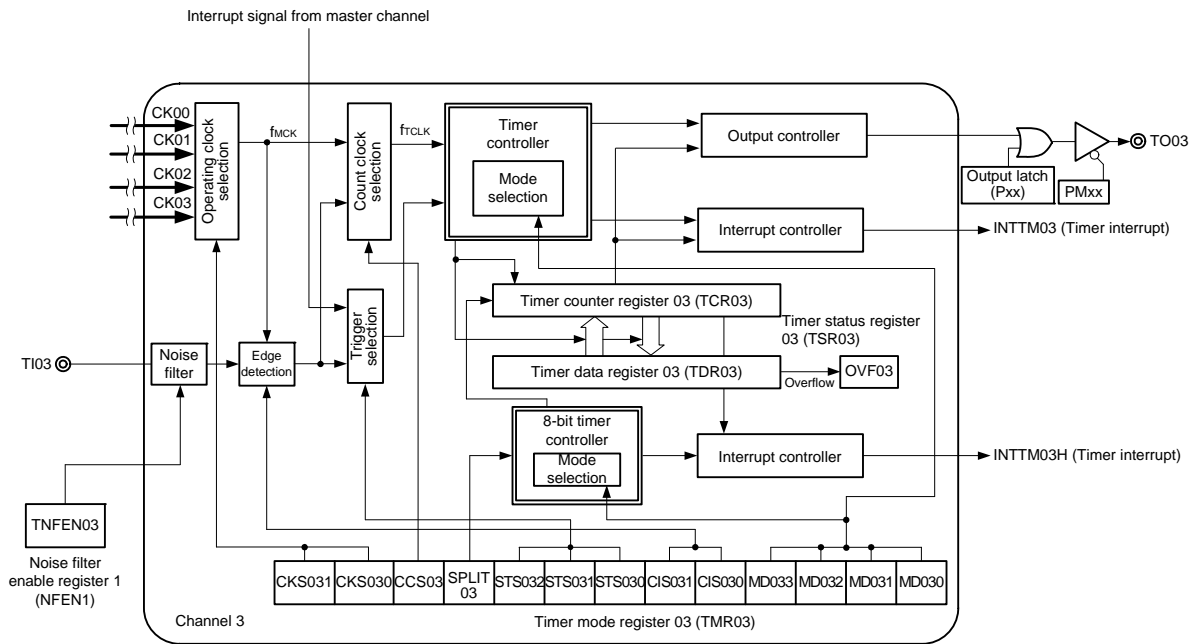 Interrupt signal from master channel
CK00
CK01
CK02
CK03
Operating clock
selection
fMCK
Count clock
selection
fTCLK
Timer
controller
Mode
selection
Output controller
Output latch
(Pxx)
PMxx
TO03
Interrupt controller
INTTM03 (Timer interrupt)
Trigger
selection
Timer counter register 03 (TCR03)
Timer status register
03 (TSR03)
TI03
Noise
filter
Edge
detection
Timer data register 03 (TDR03)
Overflow
OVF03
8-bit timer
controller
Mode
selection
Interrupt controller
INTTM03H (Timer interrupt)
TNFEN03
Noise filter
enable register 1
(NFEN1)
CKS031
CKS030
CCS03
SPLIT
03
STS032
STS031
STS030
CIS031
CIS030
MD033
MD032
MD031
MD030
Channel 3
Timer mode register 03 (TMR03)